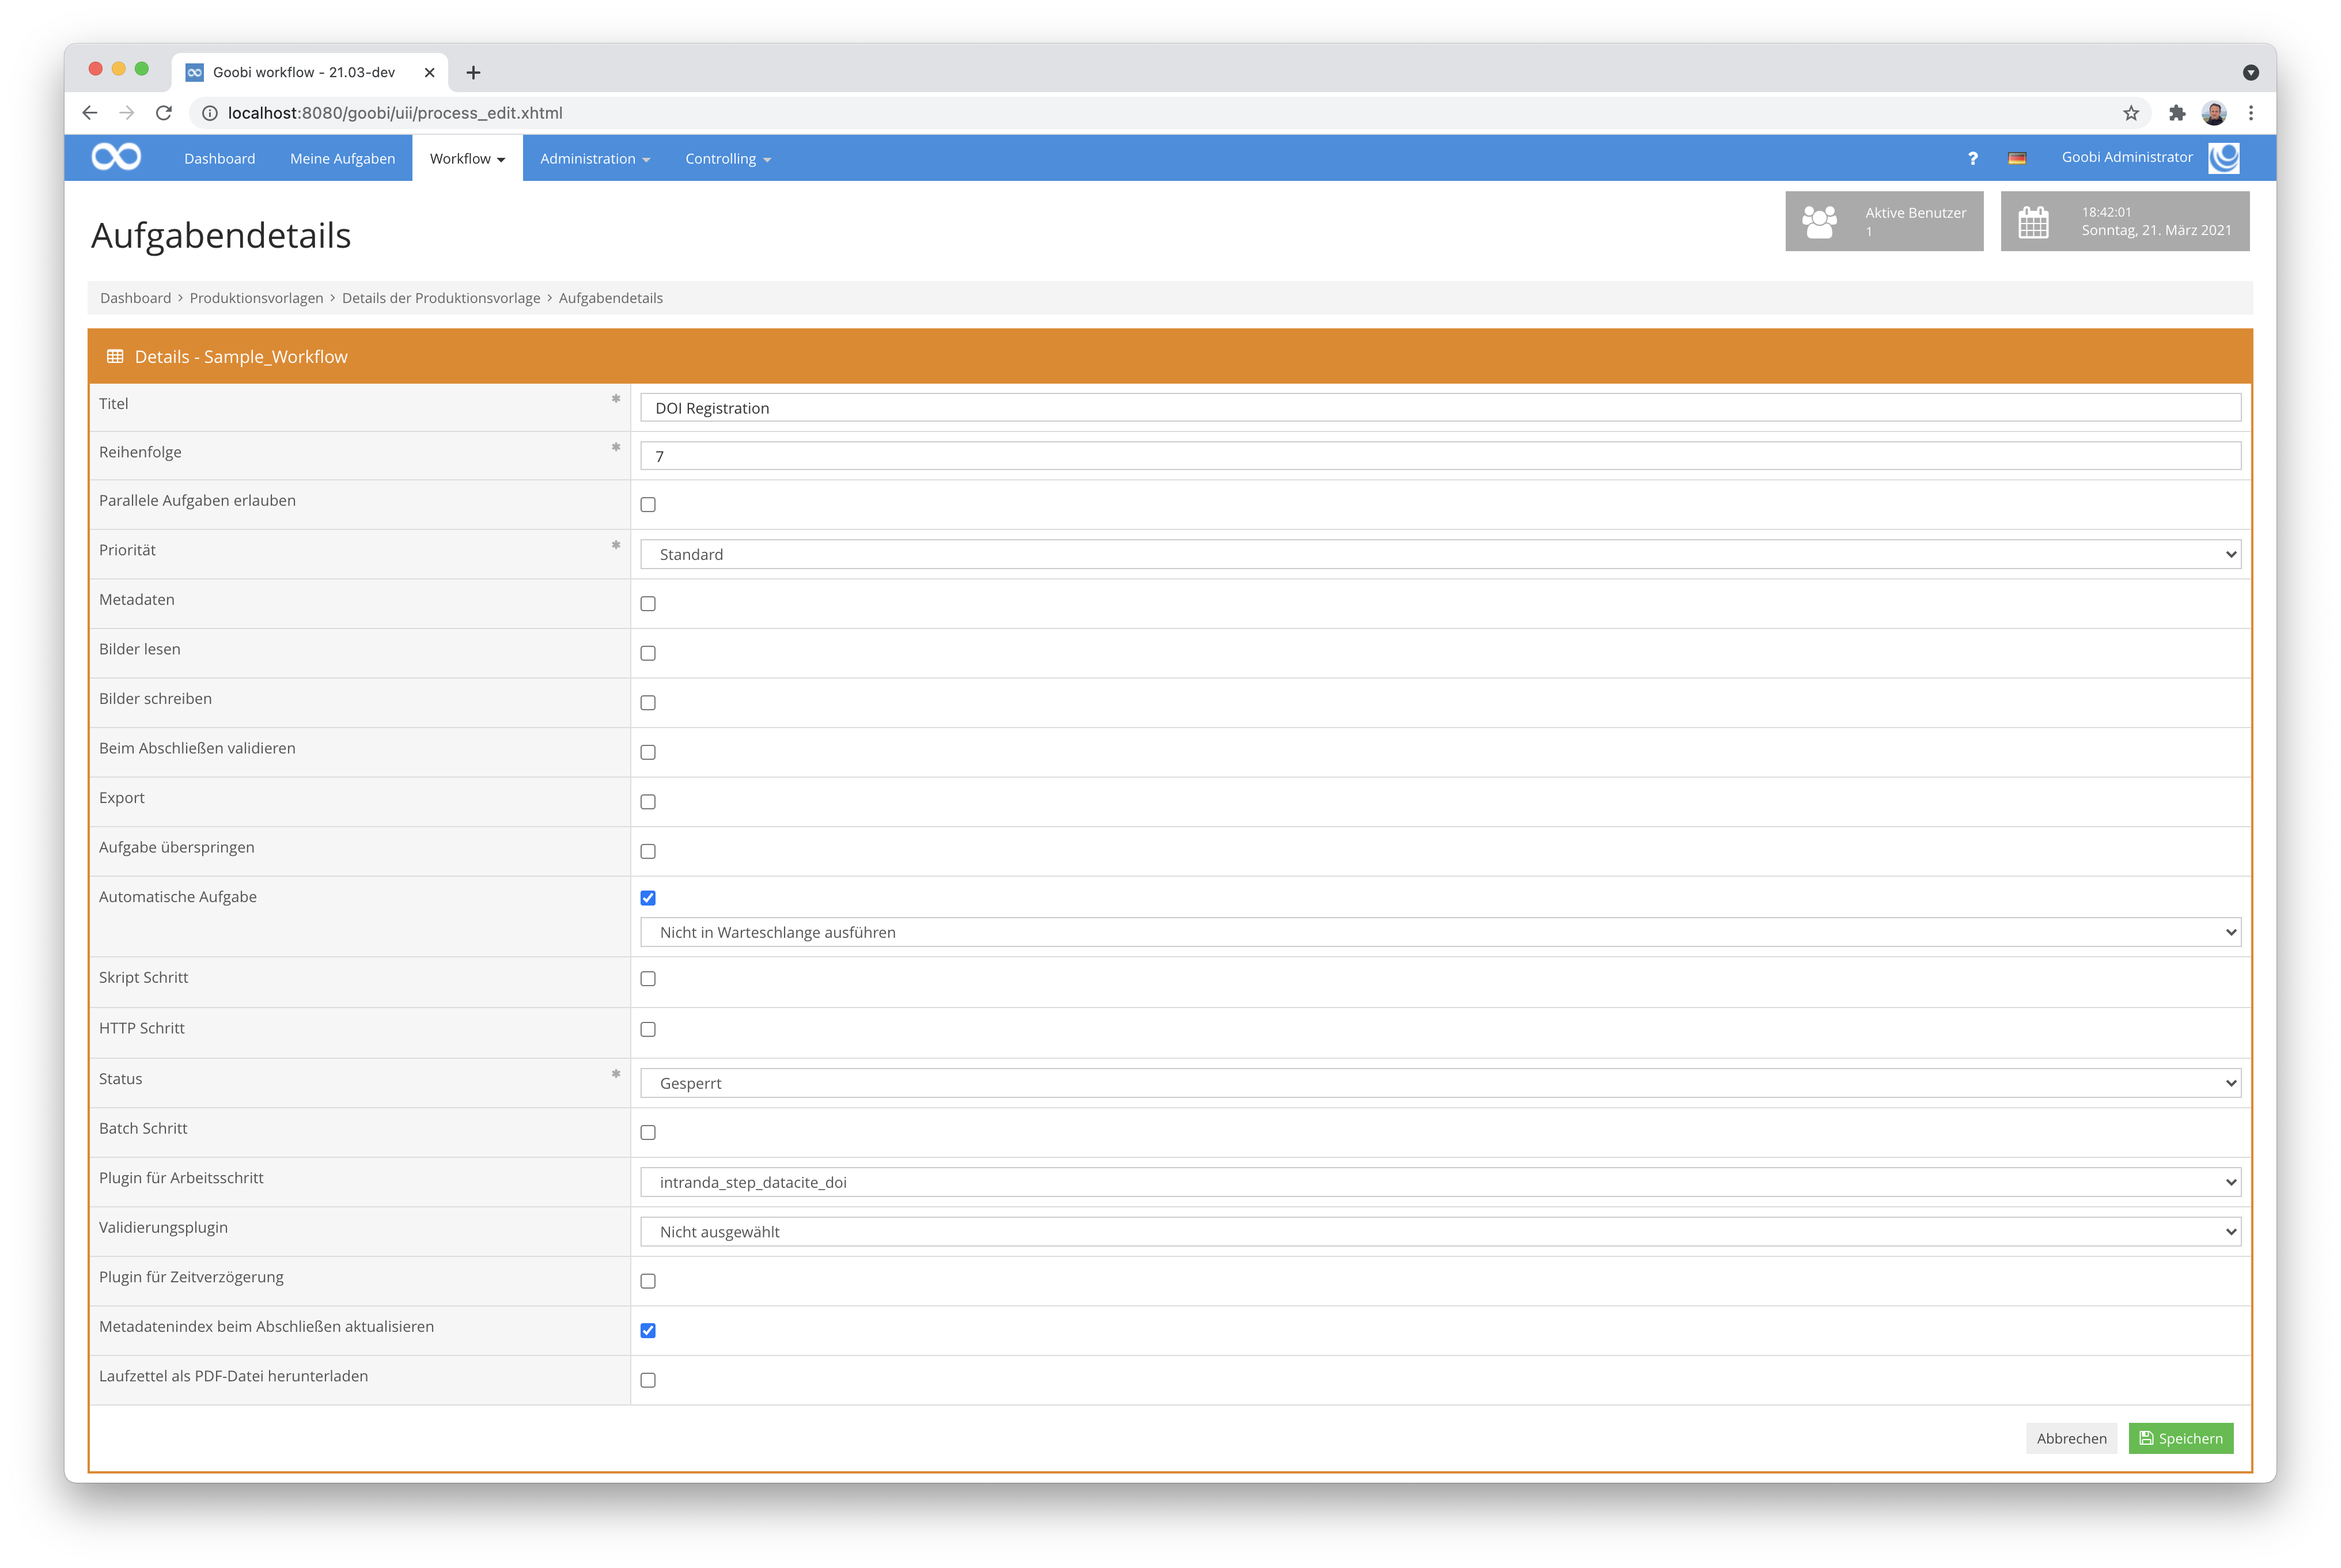 Goobi workflow - 21.03-dev
localhost:8080/goobi/uii/process_edit.xhtml
Dashboard Meine Aufgaben Workflow Administration Controlling ? Goobi Administrator
Aufgabendetails
Aktive Benutzer
1
18:42:01
Sonntag, 21. März 2021
Dashboard › Produktionsvorlagen › Details der Produktionsvorlage › Aufgabendetails
Details - Sample_Workflow
Titel * DOI Registration
Reihenfolge * 7
Parallele Aufgaben erlauben
Priorität * Standard
Metadaten
Bilder lesen
Bilder schreiben
Beim Abschließen validieren
Export
Aufgabe überspringen
Automatische Aufgabe
Nicht in Warteschlange ausführen
Skript Schritt
HTTP Schritt
Status * Gesperrt
Batch Schritt
Plugin für Arbeitsschritt intranda_step_datacite_doi
Validierungsplugin Nicht ausgewählt
Plugin für Zeitverzögerung
Metadatenindex beim Abschließen aktualisieren
Laufzettel als PDF-Datei herunterladen
Abbrechen Speichern